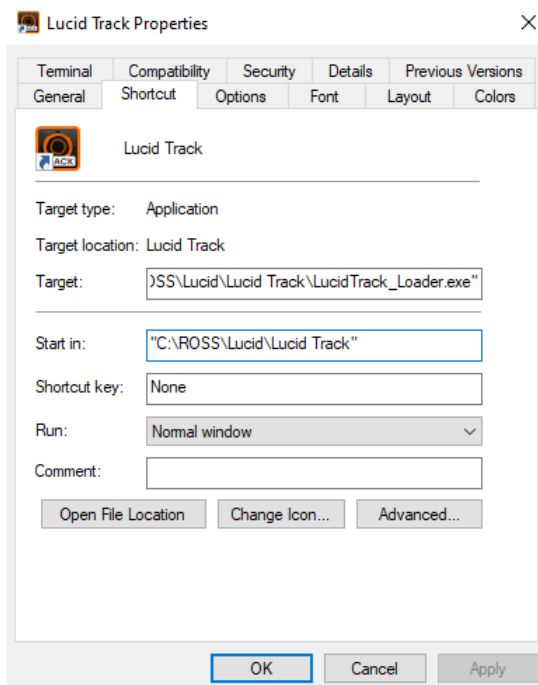 Lucid Track Properties
Terminal Compatibility Security Details Previous Versions
General Shortcut Options Font Layout Colors
ACK
Lucid Track
Target type: Application
Target location: Lucid Track
Target: )SS\Lucid\Lucid Track\LucidTrack_Loader.exe"
Start in: "C:\ROSS\Lucid\Lucid Track"
Shortcut key: None
Run: Normal window
Comment:
Open File Location Change Icon... Advanced...
OK Cancel Apply